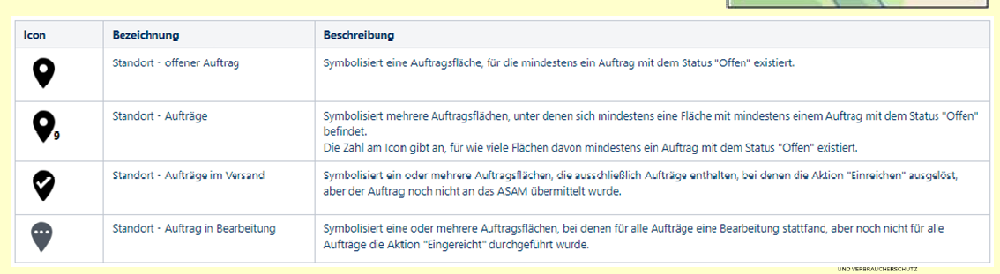 Icon Bezeichnung Beschreibung
Standort - offener Auftrag Symbolisiert eine Auftragsfläche, für die mindestens ein Auftrag mit dem Status "Offen" existiert.
9 Standort - Aufträge Symbolisiert mehrere Auftragsflächen, unter denen sich mindestens eine Fläche mit mindestens einem Auftrag mit dem Status "Offen"
befindet.
Die Zahl am Icon gibt an, für wie viele Flächen davon mindestens ein Auftrag mit dem Status "Offen" existiert.
Standort - Aufträge im Versand Symbolisiert ein oder mehrere Auftragsflächen, die ausschließlich Aufträge enthalten, bei denen die Aktion "Einreichen" ausgelöst,
aber der Auftrag noch nicht an das ASAM übermittelt wurde.
Standort - Auftrag in Bearbeitung Symbolisiert eine oder mehrere Auftragsflächen, bei denen für alle Aufträge eine Bearbeitung stattfand, aber noch nicht für alle
Aufträge die Aktion "Eingereicht" durchgeführt wurde.
UND VERBRAUCHERSCHUTZ